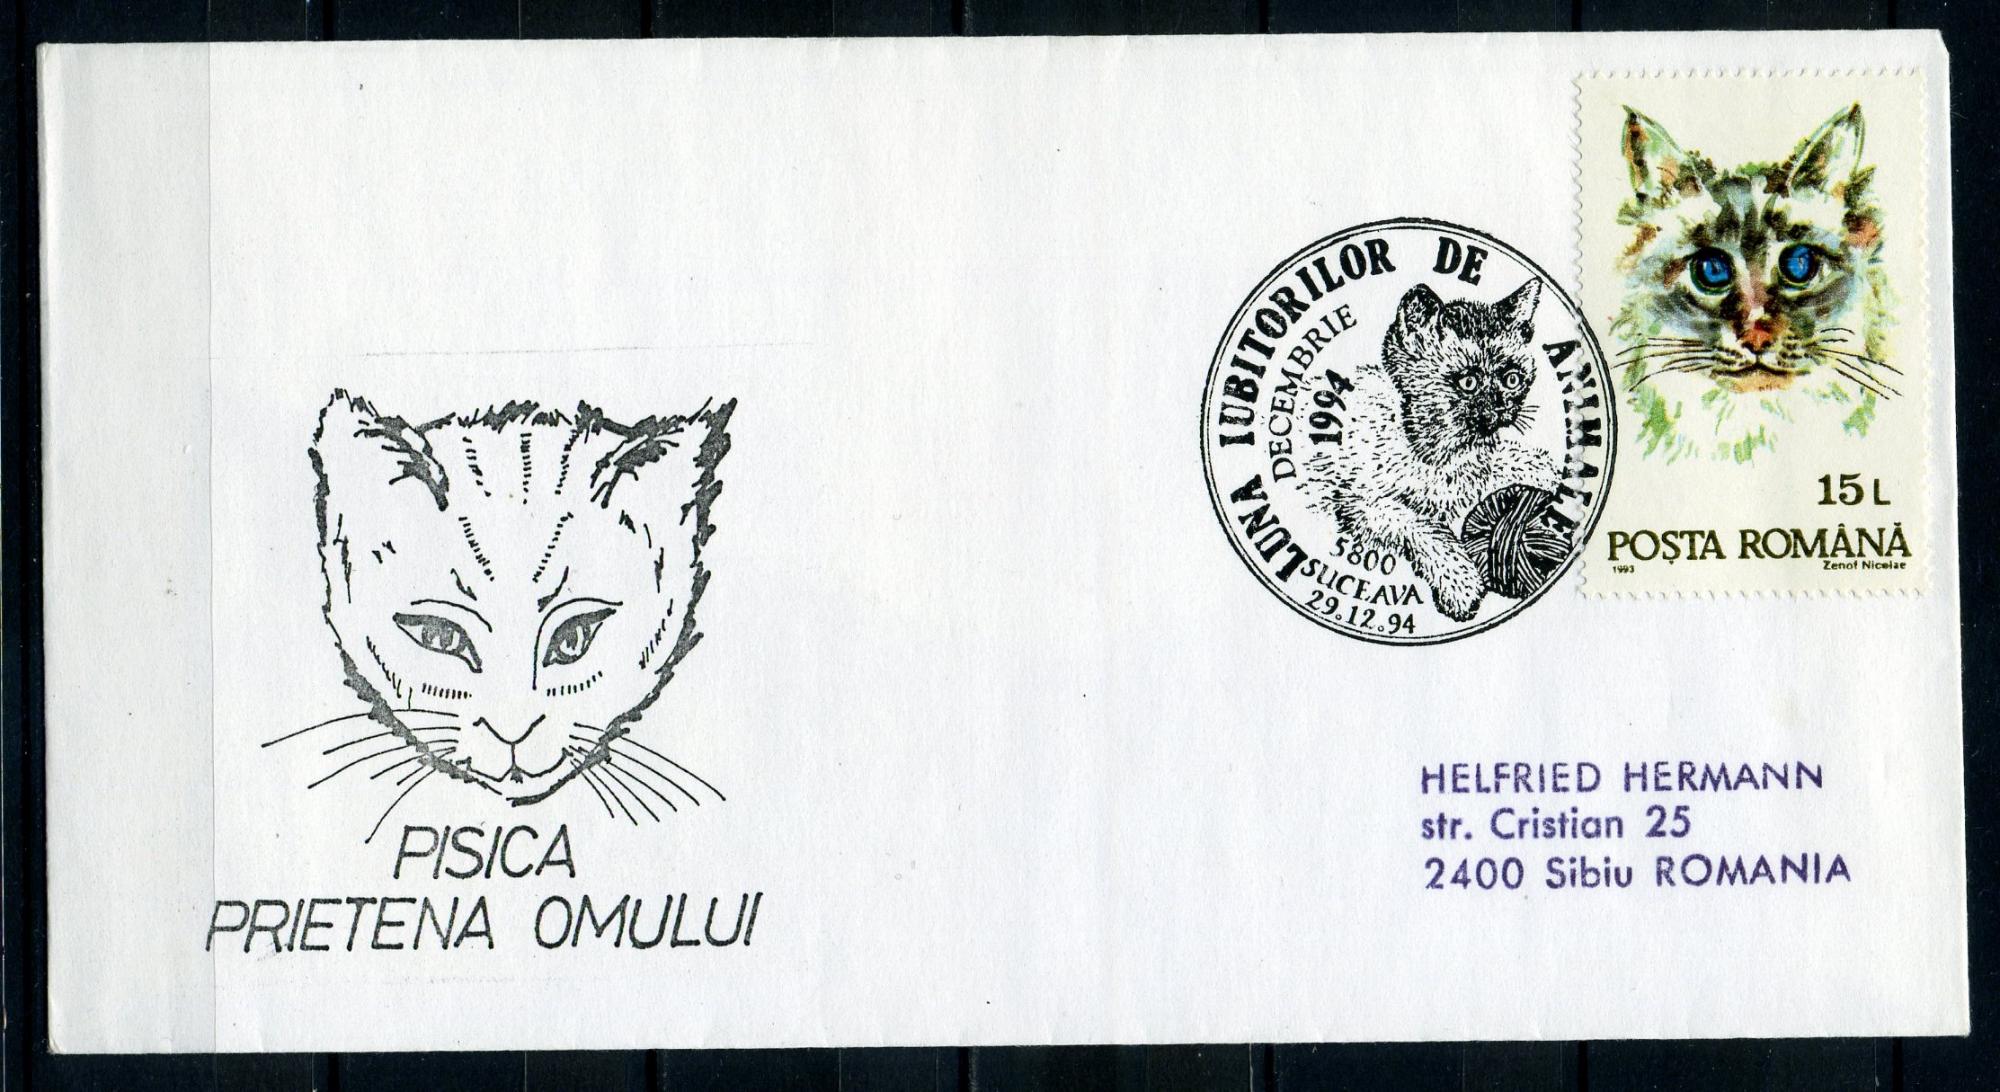 LUNA IUBITORILOR DE ANIMALE
DECEMBRIE
1994
5800
SUCEAVA
29.12.94
15 L
POȘTA ROMÂNĂ
1993 Zenof Nicolae
PISICA
PRIETENA OMULUI
HELFRIED HERMANN
str. Cristian 25
2400 Sibiu ROMANIA